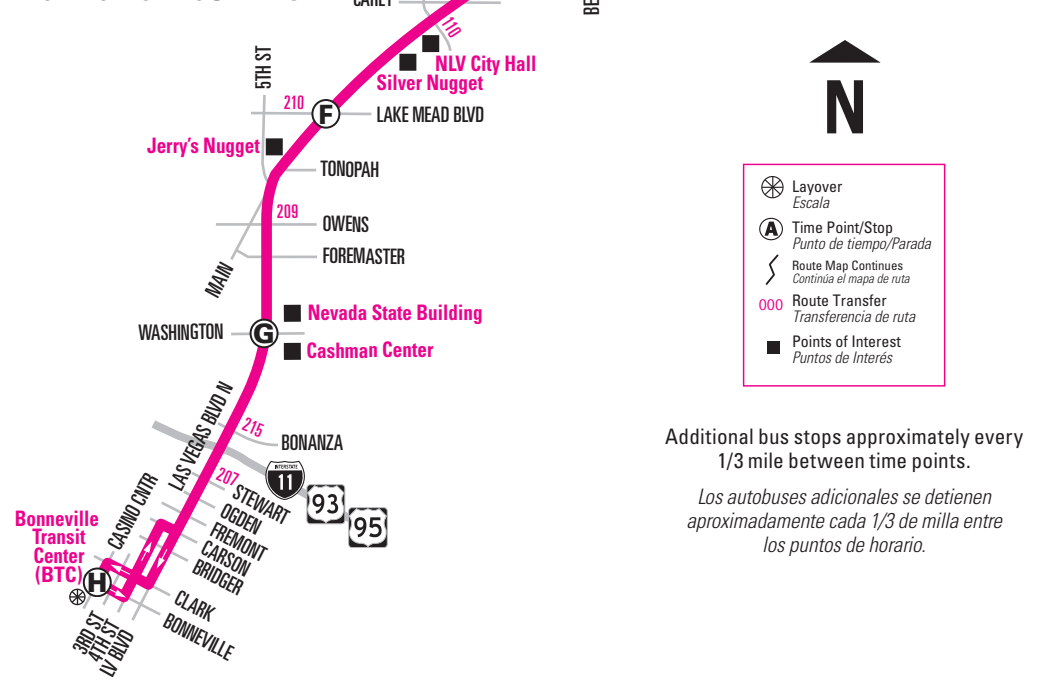 110
NLV City Hall
Silver Nugget
5TH ST
210
F
LAKE MEAD BLVD
Jerry's Nugget
TONOPAH
209
OWENS
FOREMASTER
MAIN
Nevada State Building
WASHINGTON
G
Cashman Center
LAS VEGAS BLVD N
215
BONANZA
INTERSTATE
11
93
95
207
STEWART
OGDEN
FREMONT
CARSON
BRIDGER
CASINO CNTR
Bonneville
Transit
Center
(BTC)
H
CLARK
BONNEVILLE
3RD ST
4TH ST
LV BLVD
N
Layover
Escala
A
Time Point/Stop
Punto de tiempo/Parada
Route Map Continues
Continúa el mapa de ruta
000
Route Transfer
Transferencia de ruta
Points of Interest
Puntos de Interés
Additional bus stops approximately every
1/3 mile between time points.
Los autobuses adicionales se detienen
aproximadamente cada 1/3 de milla entre
los puntos de horario.